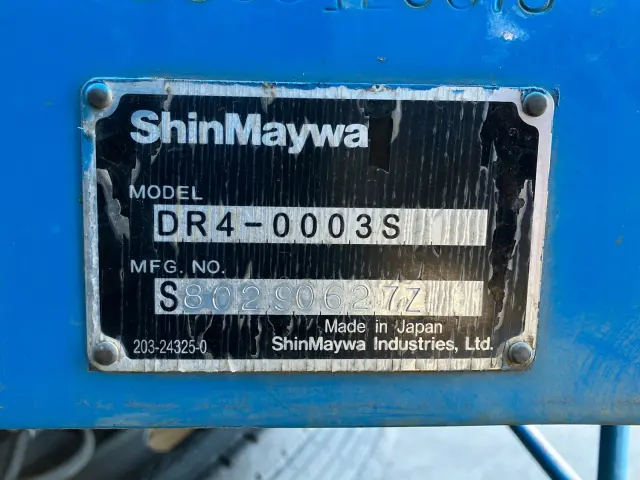 ShinMaywa
MODEL
DR4-0003S
MFG. NO.
S80290627Z
Made in Japan
203-24325-0
ShinMaywa Industries, Ltd.